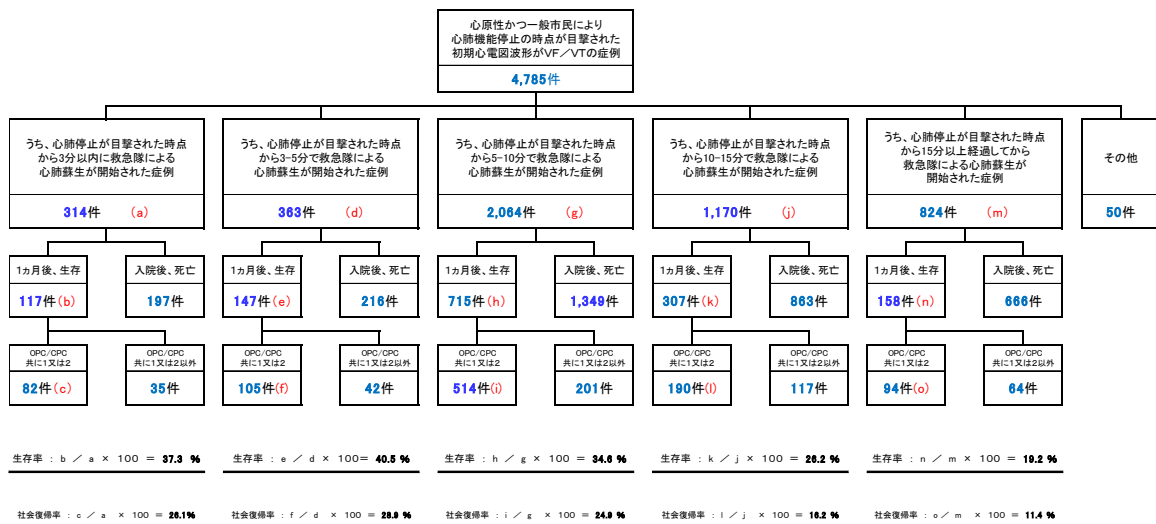 心原性かつ一般市民により
心肺機能停止の時点が目撃された
初期心電図波形がVF／VTの症例
4,785件
うち、心肺停止が目撃された時点
から3分以内に救急隊による
心肺蘇生が開始された症例
314件 (a)
うち、心肺停止が目撃された時点
から3-5分で救急隊による
心肺蘇生が開始された症例
363件 (d)
うち、心肺停止が目撃された時点
から5-10分で救急隊による
心肺蘇生が開始された症例
2,064件 (g)
うち、心肺停止が目撃された時点
から10-15分で救急隊による
心肺蘇生が開始された症例
1,170件 (j)
うち、心肺停止が目撃された時点
から15分以上経過してから
救急隊による心肺蘇生が
開始された症例
824件 (m)
その他
50件
1ヵ月後、生存
117件(b)
入院後、死亡
197件
1ヵ月後、生存
147件(e)
入院後、死亡
216件
1ヵ月後、生存
715件(h)
入院後、死亡
1,349件
1ヵ月後、生存
307件(k)
入院後、死亡
863件
1ヵ月後、生存
158件(n)
入院後、死亡
666件
OPC/CPC
共に1又は2
82件(c)
OPC/CPC
共に1又は2以外
35件
OPC/CPC
共に1又は2
105件(f)
OPC/CPC
共に1又は2以外
42件
OPC/CPC
共に1又は2
514件(i)
OPC/CPC
共に1又は2以外
201件
OPC/CPC
共に1又は2
190件(l)
OPC/CPC
共に1又は2以外
117件
OPC/CPC
共に1又は2
94件(o)
OPC/CPC
共に1又は2以外
64件
生存率 : b ／ a × 100 = 37.3 %
生存率 : e ／ d × 100= 40.5 %
生存率 : h ／ g × 100 = 34.6 %
生存率 : k ／ j × 100 = 26.2 %
生存率 : n ／ m × 100 = 19.2 %
社会復帰率 : c ／ a × 100 = 26.1%
社会復帰率 : f ／ d × 100 = 28.9 %
社会復帰率 : i ／ g × 100 = 24.9 %
社会復帰率 : l ／ j × 100 = 16.2 %
社会復帰率 : o ／ m × 100 = 11.4 %